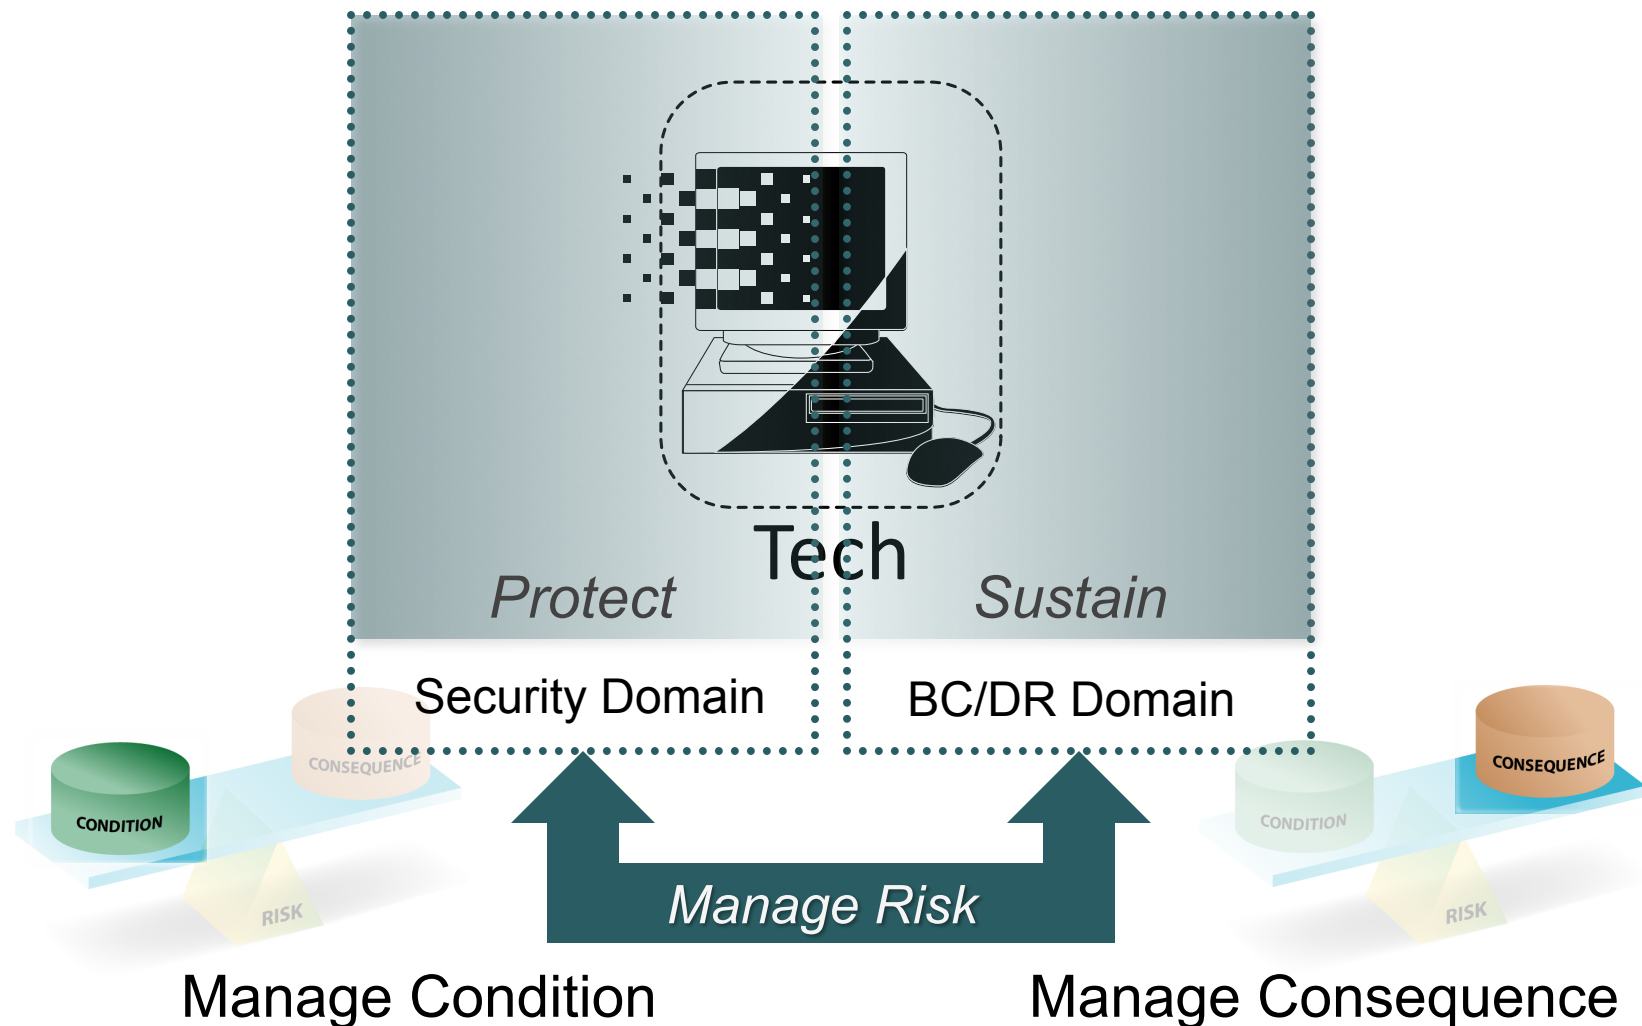 Tech
Protect
Sustain
Security Domain
BC/DR Domain
CONDITION
CONSEQUENCE
RISK
CONDITION
CONSEQUENCE
RISK
Manage Risk
Manage Condition
Manage Consequence